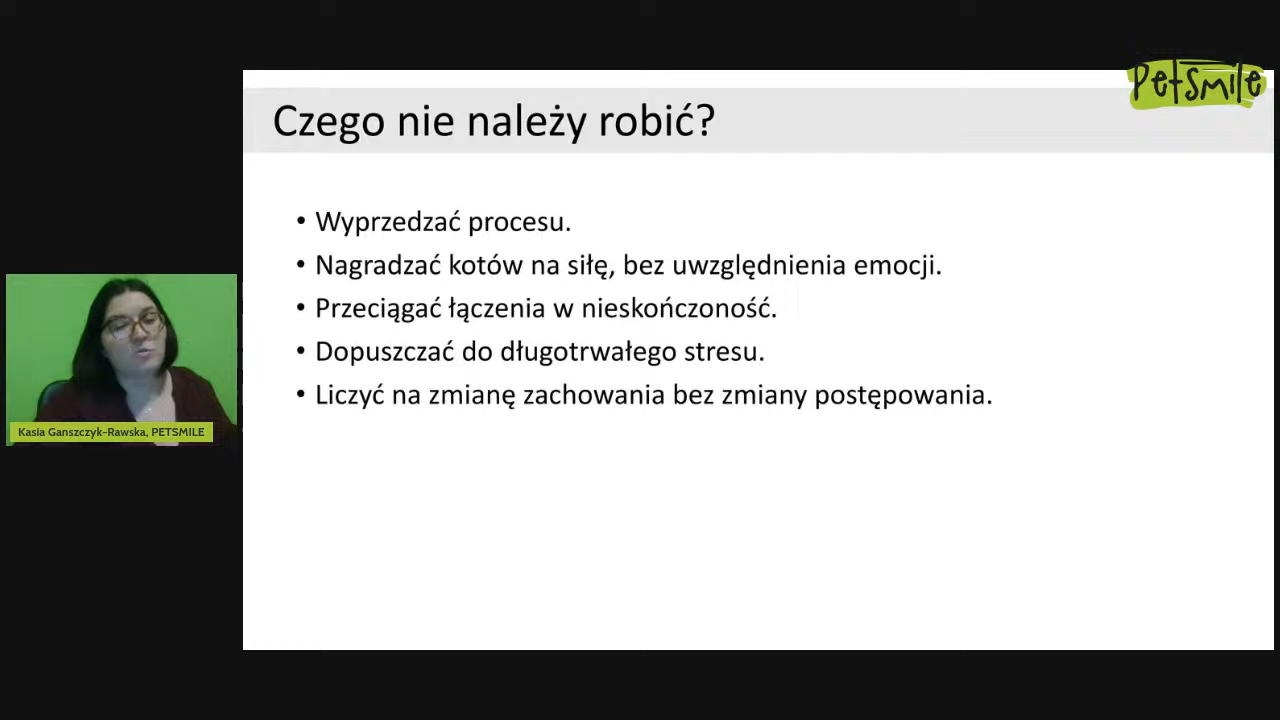 PetSmile
Czego nie należy robić?
• Wyprzedzać procesu.
• Nagradzać kotów na siłę, bez uwzględnienia emocji.
• Przeciągać łączenia w nieskończoność.
• Dopuszczać do długotrwałego stresu.
• Liczyć na zmianę zachowania bez zmiany postępowania.
Kasia Ganszczyk-Rawska, PETSMILE